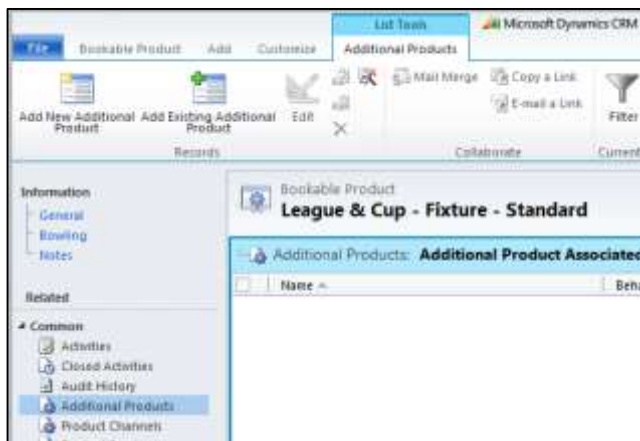 List Tools
Microsoft Dynamics CRM
File Bookable Product Add Customize Additional Products
Mail Merge Copy a Link
E-mail a Link
Add New Additional Product
Add Existing Additional Product
Edit
Filter
Records Collaborate Current
Information
General
Bowling
Notes
Related
Common
Activities
Closed Activities
Audit History
Additional Products
Product Channels
Bookable Product
League & Cup - Fixture - Standard
Additional Products: Additional Product Associated
Name Beha